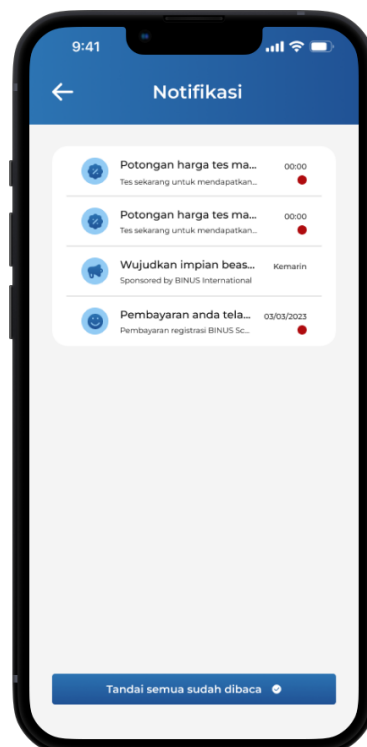 9:41
Notifikasi
Potongan harga tes ma... 00:00
Tes sekarang untuk mendapatkan...
Potongan harga tes ma... 00:00
Tes sekarang untuk mendapatkan...
Wujudkan impian beas... Kemarin
Sponsored by BINUS International
Pembayaran anda tela... 03/03/2023
Pembayaran registrasi BINUS Sc...
Tandai semua sudah dibaca